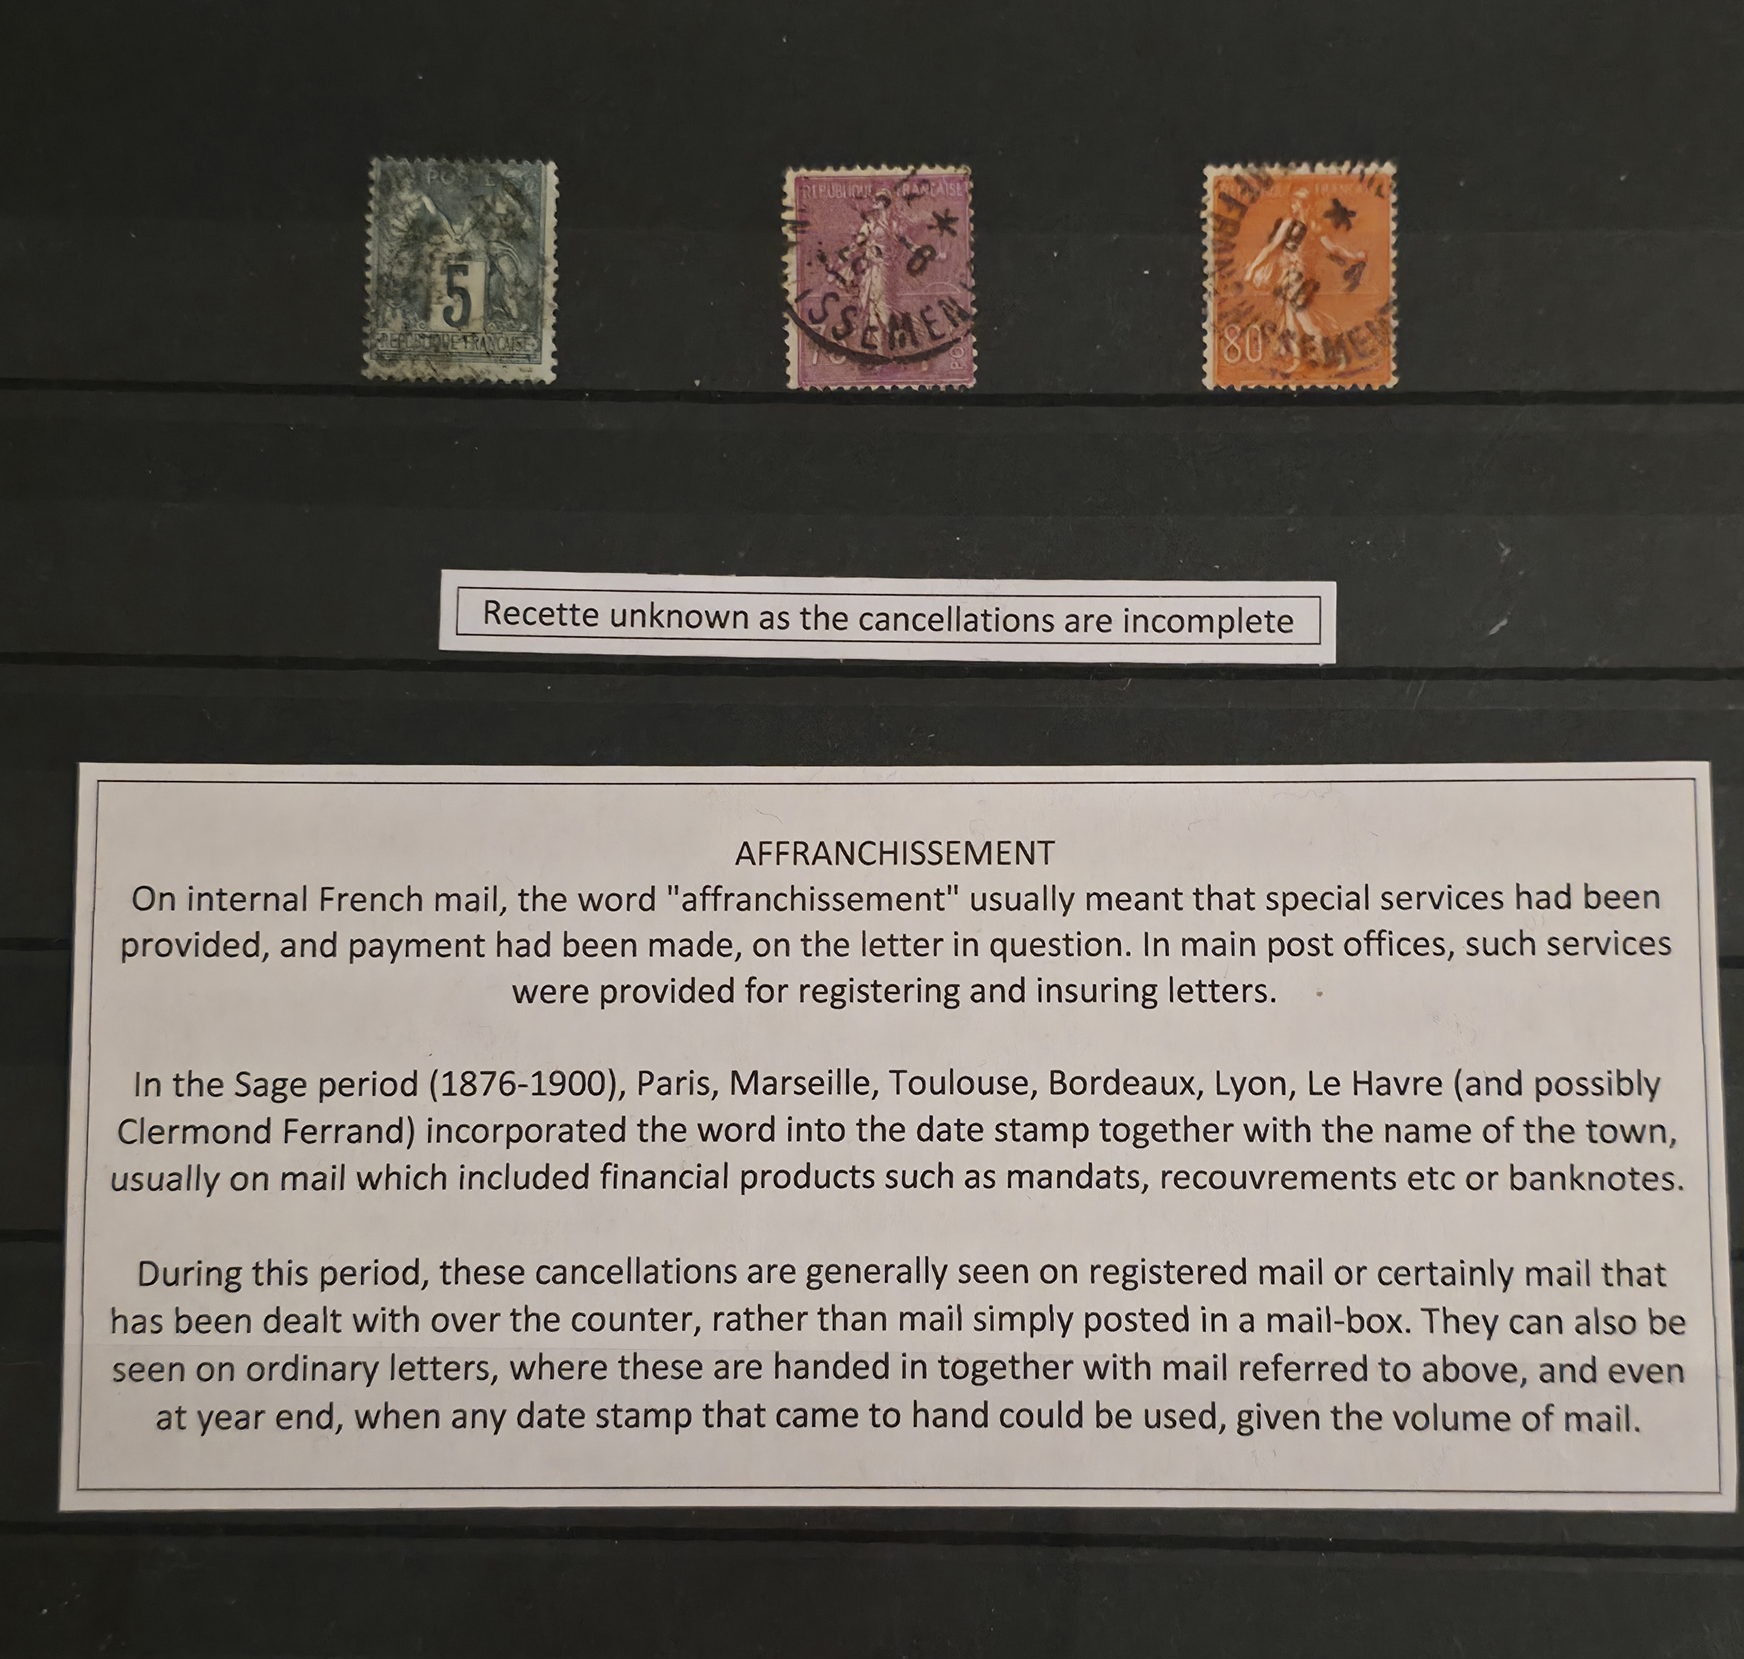 5
REPUBLIQUE FRANÇAISE
REPUBLIQUE FRANÇAISE
8
ISSEMEN
18
-4
80
SSEMEN
Recette unknown as the cancellations are incomplete
AFFRANCHISSEMENT
On internal French mail, the word "affranchissement" usually meant that special services had been
provided, and payment had been made, on the letter in question. In main post offices, such services
were provided for registering and insuring letters.
In the Sage period (1876-1900), Paris, Marseille, Toulouse, Bordeaux, Lyon, Le Havre (and possibly
Clermond Ferrand) incorporated the word into the date stamp together with the name of the town,
usually on mail which included financial products such as mandats, recouvrements etc or banknotes.
During this period, these cancellations are generally seen on registered mail or certainly mail that
has been dealt with over the counter, rather than mail simply posted in a mail-box. They can also be
seen on ordinary letters, where these are handed in together with mail referred to above, and even
at year end, when any date stamp that came to hand could be used, given the volume of mail.